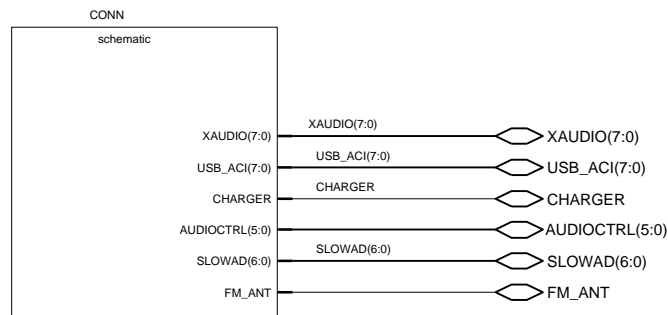 CONN
schematic
XAUDIO(7:0) XAUDIO(7:0) XAUDIO(7:0)
USB_ACI(7:0) USB_ACI(7:0) USB_ACI(7:0)
CHARGER CHARGER CHARGER
AUDIOCTRL(5:0) AUDIOCTRL(5:0)
SLOWAD(6:0) SLOWAD(6:0) SLOWAD(6:0)
FM_ANT FM_ANT